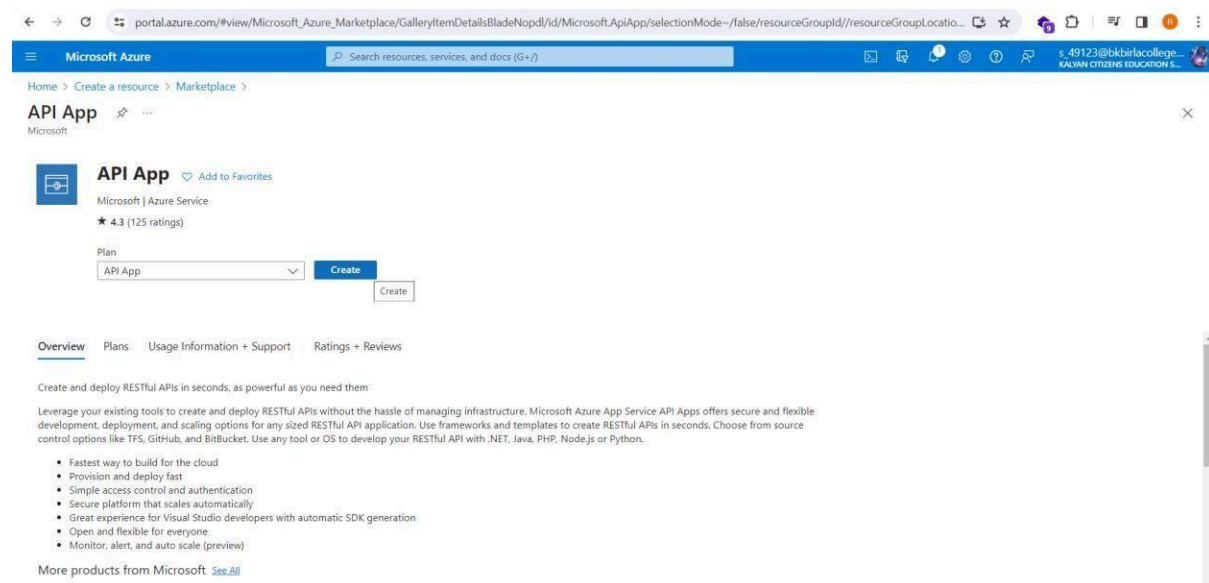 portal.azure.com/#view/Microsoft_Azure_Marketplace/GalleryItemDetailsBladeNopdl/id/Microsoft.ApiApp/selectionMode~/false/resourceGroupId//resourceGroupLocatio...
9
R
Microsoft Azure
Search resources, services, and docs (G+/)
1
s_49123@bkbirlacollege...
KALYAN CITIZENS EDUCATION S...
Home > Create a resource > Marketplace >
API App
Microsoft
API App
Add to Favorites
Microsoft | Azure Service
★ 4.3 (125 ratings)
Plan
API App
Create
Create
Overview Plans Usage Information + Support Ratings + Reviews
Create and deploy RESTful APIs in seconds, as powerful as you need them
Leverage your existing tools to create and deploy RESTful APIs without the hassle of managing infrastructure. Microsoft Azure App Service API Apps offers secure and flexible
development, deployment, and scaling options for any sized RESTful API application. Use frameworks and templates to create RESTful APIs in seconds. Choose from source
control options like TFS, GitHub, and BitBucket. Use any tool or OS to develop your RESTful API with .NET, Java, PHP, Node.js or Python.
• Fastest way to build for the cloud
• Provision and deploy fast
• Simple access control and authentication
• Secure platform that scales automatically
• Great experience for Visual Studio developers with automatic SDK generation
• Open and flexible for everyone
• Monitor, alert, and auto scale (preview)
More products from Microsoft See All